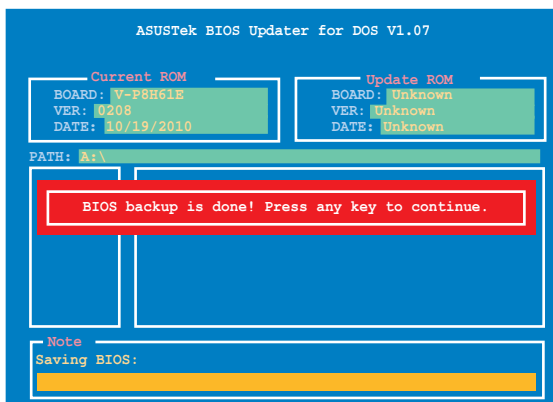 ASUSTek BIOS Updater for DOS V1.07
Current ROM
BOARD: V-P8H61E
VER: 0208
DATE: 10/19/2010
Update ROM
BOARD: Unknown
VER: Unknown
DATE: Unknown
PATH: A:\
BIOS backup is done! Press any key to continue.
Note
Saving BIOS: